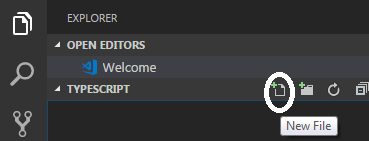 EXPLORER
OPEN EDITORS
Welcome
TYPESCRIPT
New File